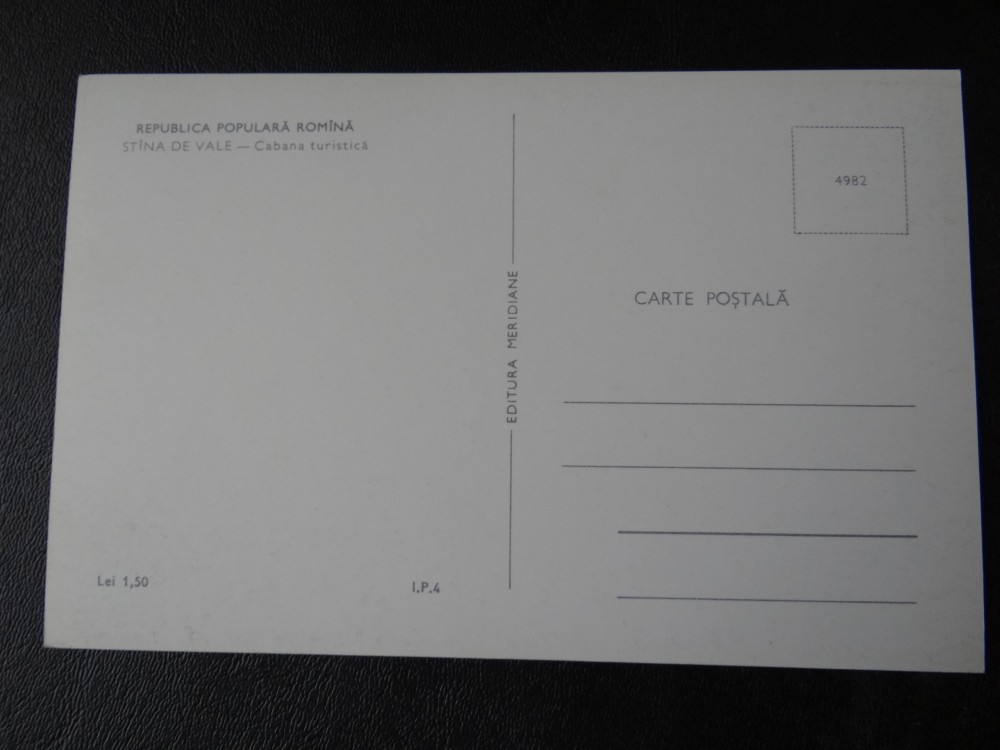 REPUBLICA POPULARĂ ROMÎNĂ
STÎNA DE VALE — Cabana turistică
Lei 1,50
I.P.4
EDITURA MERIDIANE
4982
CARTE POȘTALĂ